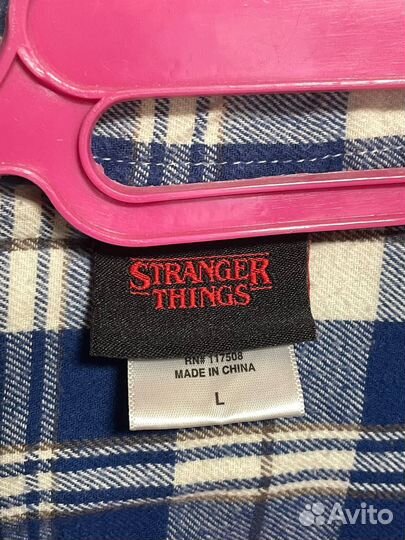 STRANGER
THINGS
RN# 117508
MADE IN CHINA
L
Avito